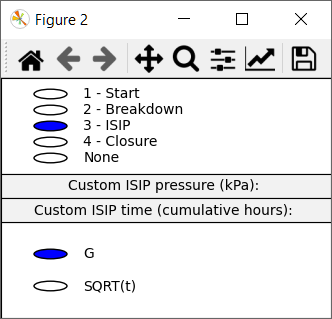 Figure 2
1 - Start
2 - Breakdown
3 - ISIP
4 - Closure
None
Custom ISIP pressure (kPa):
Custom ISIP time (cumulative hours):
G
SQRT(t)